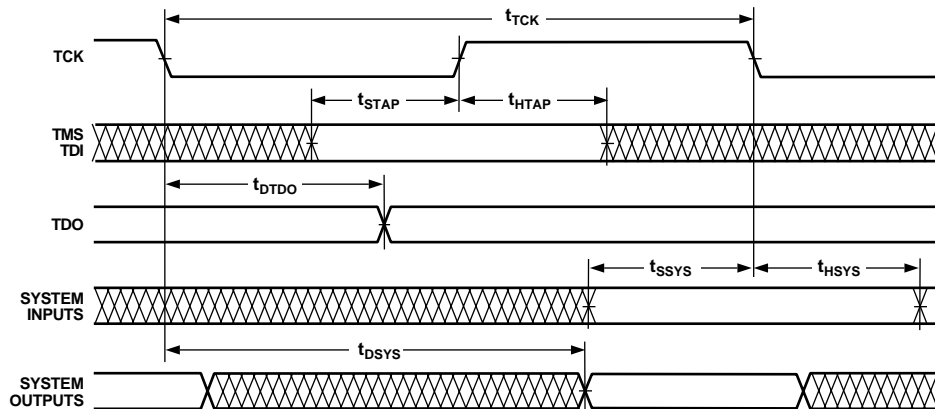 tTCK
TCK
tSTAP
tHTAP
TMS
TDI
tDTDO
TDO
tSSYS
tHSYS
SYSTEM
INPUTS
tDSYS
SYSTEM
OUTPUTS